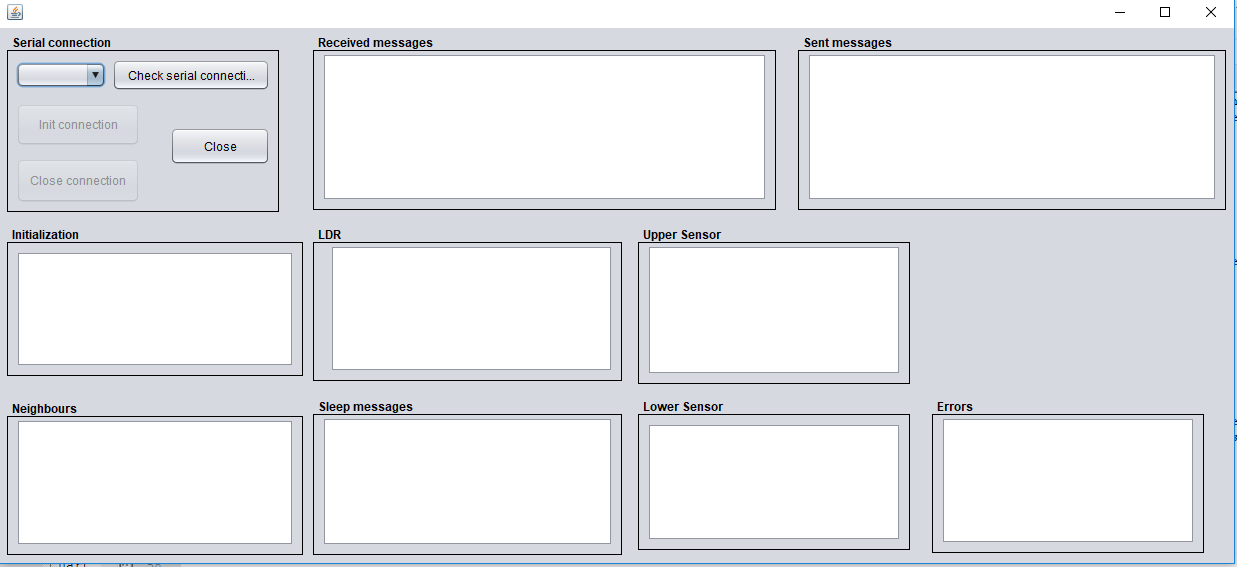 Serial connection
Check serial connecti...
Init connection
Close
Close connection
Received messages
Sent messages
Initialization
LDR
Upper Sensor
Neighbours
Sleep messages
Lower Sensor
Errors